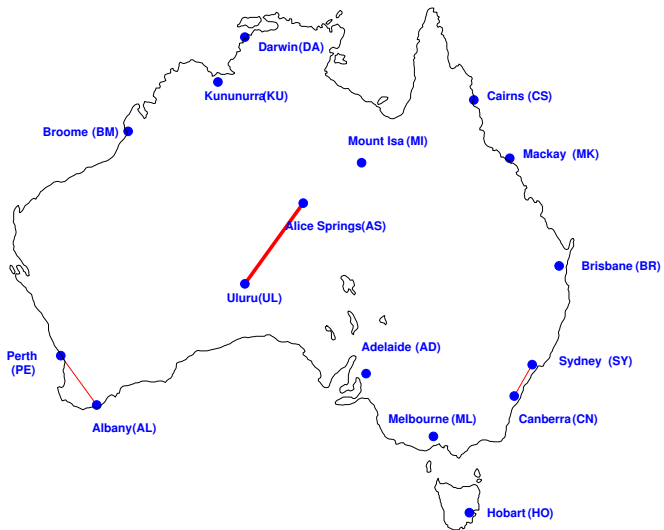 Darwin (DA)
Kununurra (KU)
Cairns (CS)
Broome (BM)
Mount Isa (MI)
Mackay (MK)
Alice Springs (AS)
Brisbane (BR)
Uluru (UL)
Perth
(PE)
Adelaide (AD)
Sydney (SY)
Albany (AL)
Melbourne (ML)
Canberra (CN)
Hobart (HO)